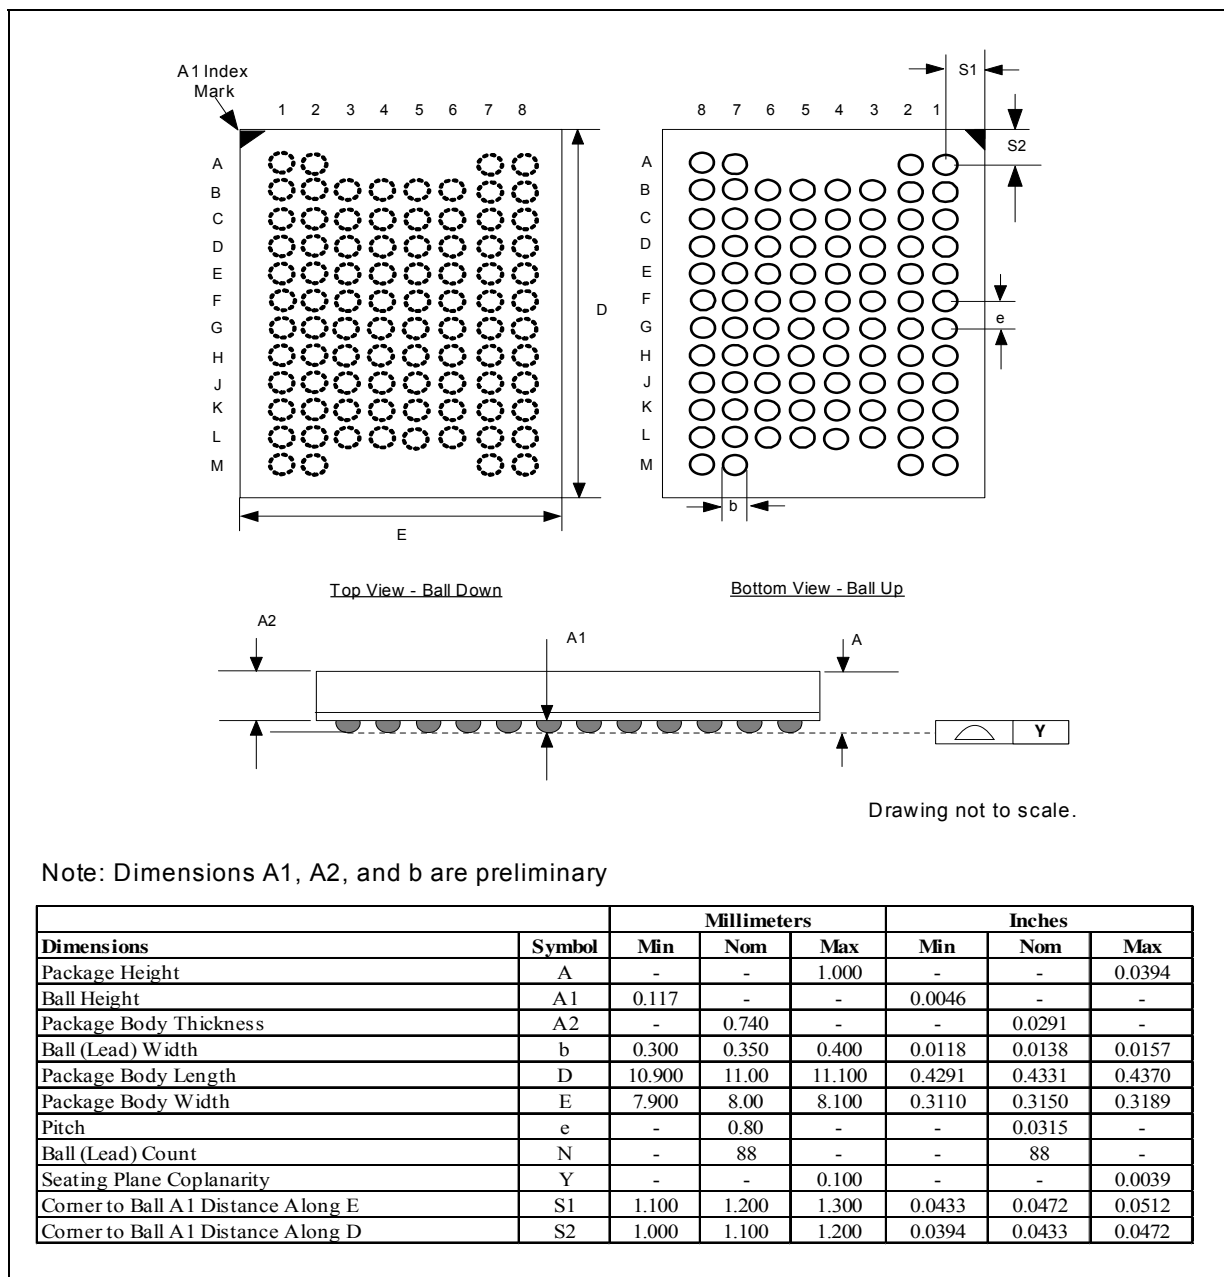 A1 Index
Mark
1 2 3 4 5 6 7 8
A
B
C
D
E
F
G
H
J
K
L
M
D
E
8 7 6 5 4 3 2 1
S1
S2
A
B
C
D
E
F
G
H
J
K
L
M
e
b
Top View - Ball Down
Bottom View - Ball Up
A2
A1
A
Y
Drawing not to scale.
Note: Dimensions A1, A2, and b are preliminary
Millimeters Inches
Dimensions Symbol Min Nom Max Min Nom Max
Package Height A - - 1.000 - - 0.0394
Ball Height A1 0.117 - - 0.0046 - -
Package Body Thickness A2 - 0.740 - - 0.0291 -
Ball (Lead) Width b 0.300 0.350 0.400 0.0118 0.0138 0.0157
Package Body Length D 10.900 11.00 11.100 0.4291 0.4331 0.4370
Package Body Width E 7.900 8.00 8.100 0.3110 0.3150 0.3189
Pitch e - 0.80 - - 0.0315 -
Ball (Lead) Count N - 88 - - 88 -
Seating Plane Coplanarity Y - - 0.100 - - 0.0039
Corner to Ball A1 Distance Along E S1 1.100 1.200 1.300 0.0433 0.0472 0.0512
Corner to Ball A1 Distance Along D S2 1.000 1.100 1.200 0.0394 0.0433 0.0472